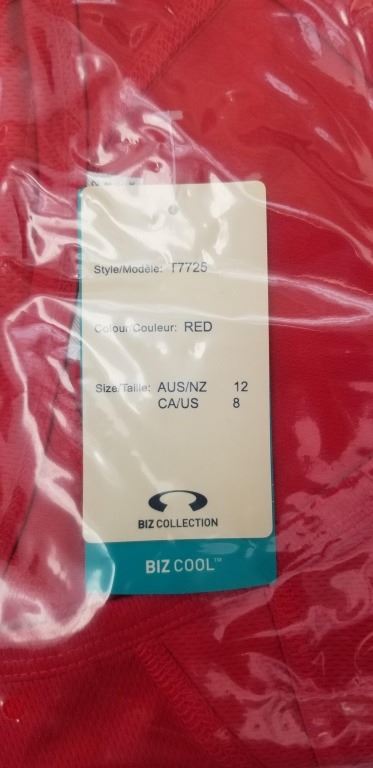 Style/Modèle: T7725
Colour/Couleur: RED
Size/Taille: AUS/NZ 12
CA/US 8
BIZ COLLECTION
BIZ COOL™